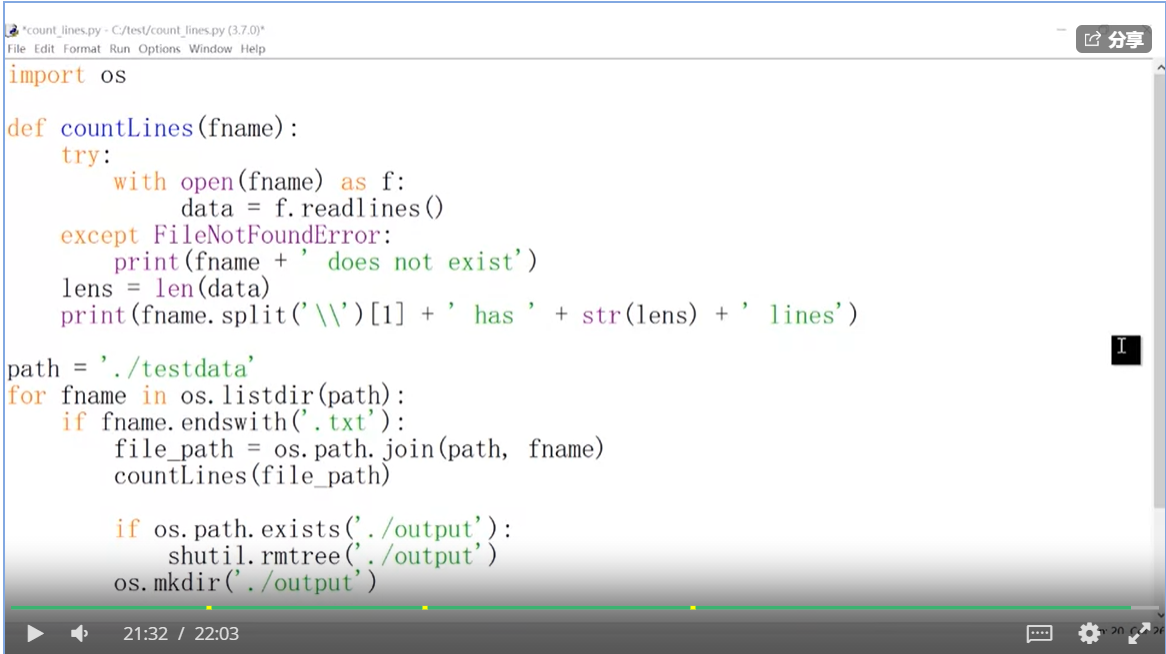 *count_lines.py - C:/test/count_lines.py (3.7.0)*
File Edit Format Run Options Window Help
分享
import os
def countLines(fname):
    try:
        with open(fname) as f:
             data = f.readlines()
    except FileNotFoundError:
        print(fname + ' does not exist')
    lens = len(data)
    print(fname.split('\\')[1] + ' has ' + str(lens) + ' lines')
path = './testdata'
for fname in os.listdir(path):
    if fname.endswith('.txt'):
        file_path = os.path.join(path, fname)
        countLines(file_path)
        if os.path.exists('./output'):
            shutil.rmtree('./output')
        os.mkdir('./output')
21:32 / 22:03